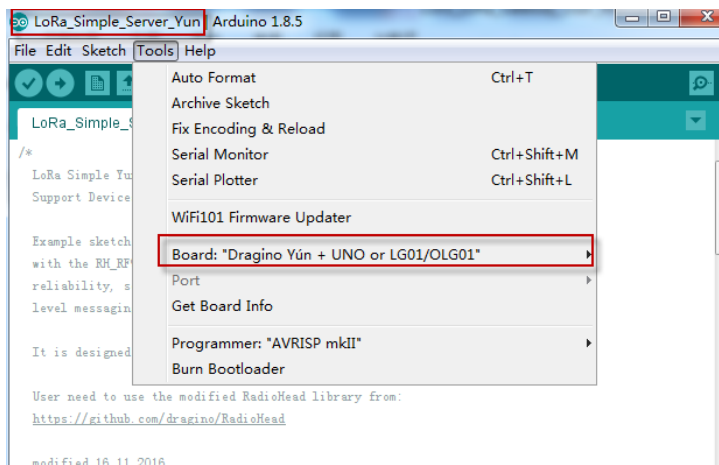 LoRa_Simple_Server_Yun | Arduino 1.8.5
File Edit Sketch Tools Help
Auto Format Ctrl+T
Archive Sketch
LoRa_Simple_S
Fix Encoding & Reload
/*
Serial Monitor Ctrl+Shift+M
LoRa Simple Yu
Serial Plotter Ctrl+Shift+L
Support Device
WiFi101 Firmware Updater
Example sketch
Board: "Dragino Yún + UNO or LG01/OLG01"
with the RH_RF
Port
reliability, s
Get Board Info
level messagin
Programmer: "AVRISP mkII"
It is designed
Burn Bootloader
User need to use the modified RadioHead library from:
https://github.com/dragino/RadioHead
modified 16 11 2016